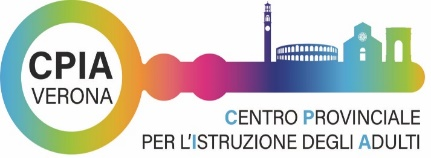 CPIA
VERONA
CENTRO PROVINCIALE
PER L'ISTRUZIONE DEGLI ADULTI